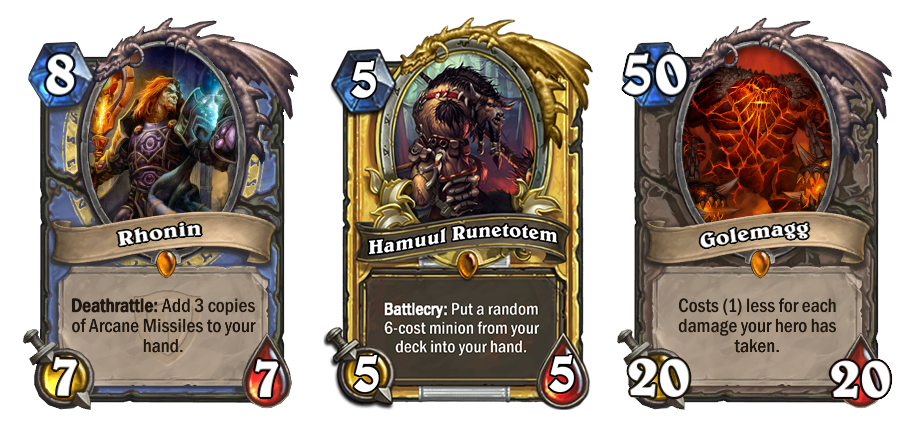 8
Rhonin
Deathrattle: Add 3 copies
of Arcane Missiles to your
hand.
7
7
5
Hamuul Runetotem
Battlecry: Put a random
6-cost minion from your
deck into your hand.
5
5
50
Golemagg
Costs (1) less for each
damage your hero has
taken.
20
20